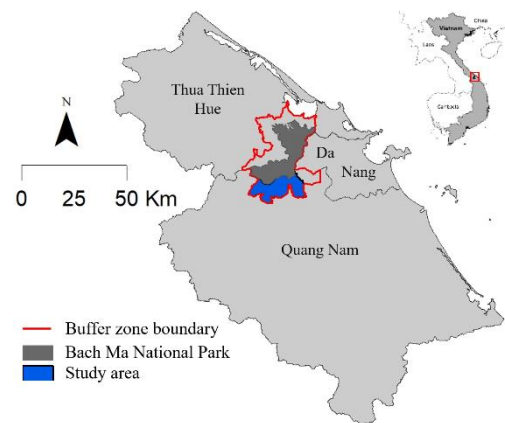 Vietnam
China
Laos
Cambodia
Thua Thien
Hue
N
Da
Nang
0 25 50 Km
Quang Nam
Buffer zone boundary
Bach Ma National Park
Study area